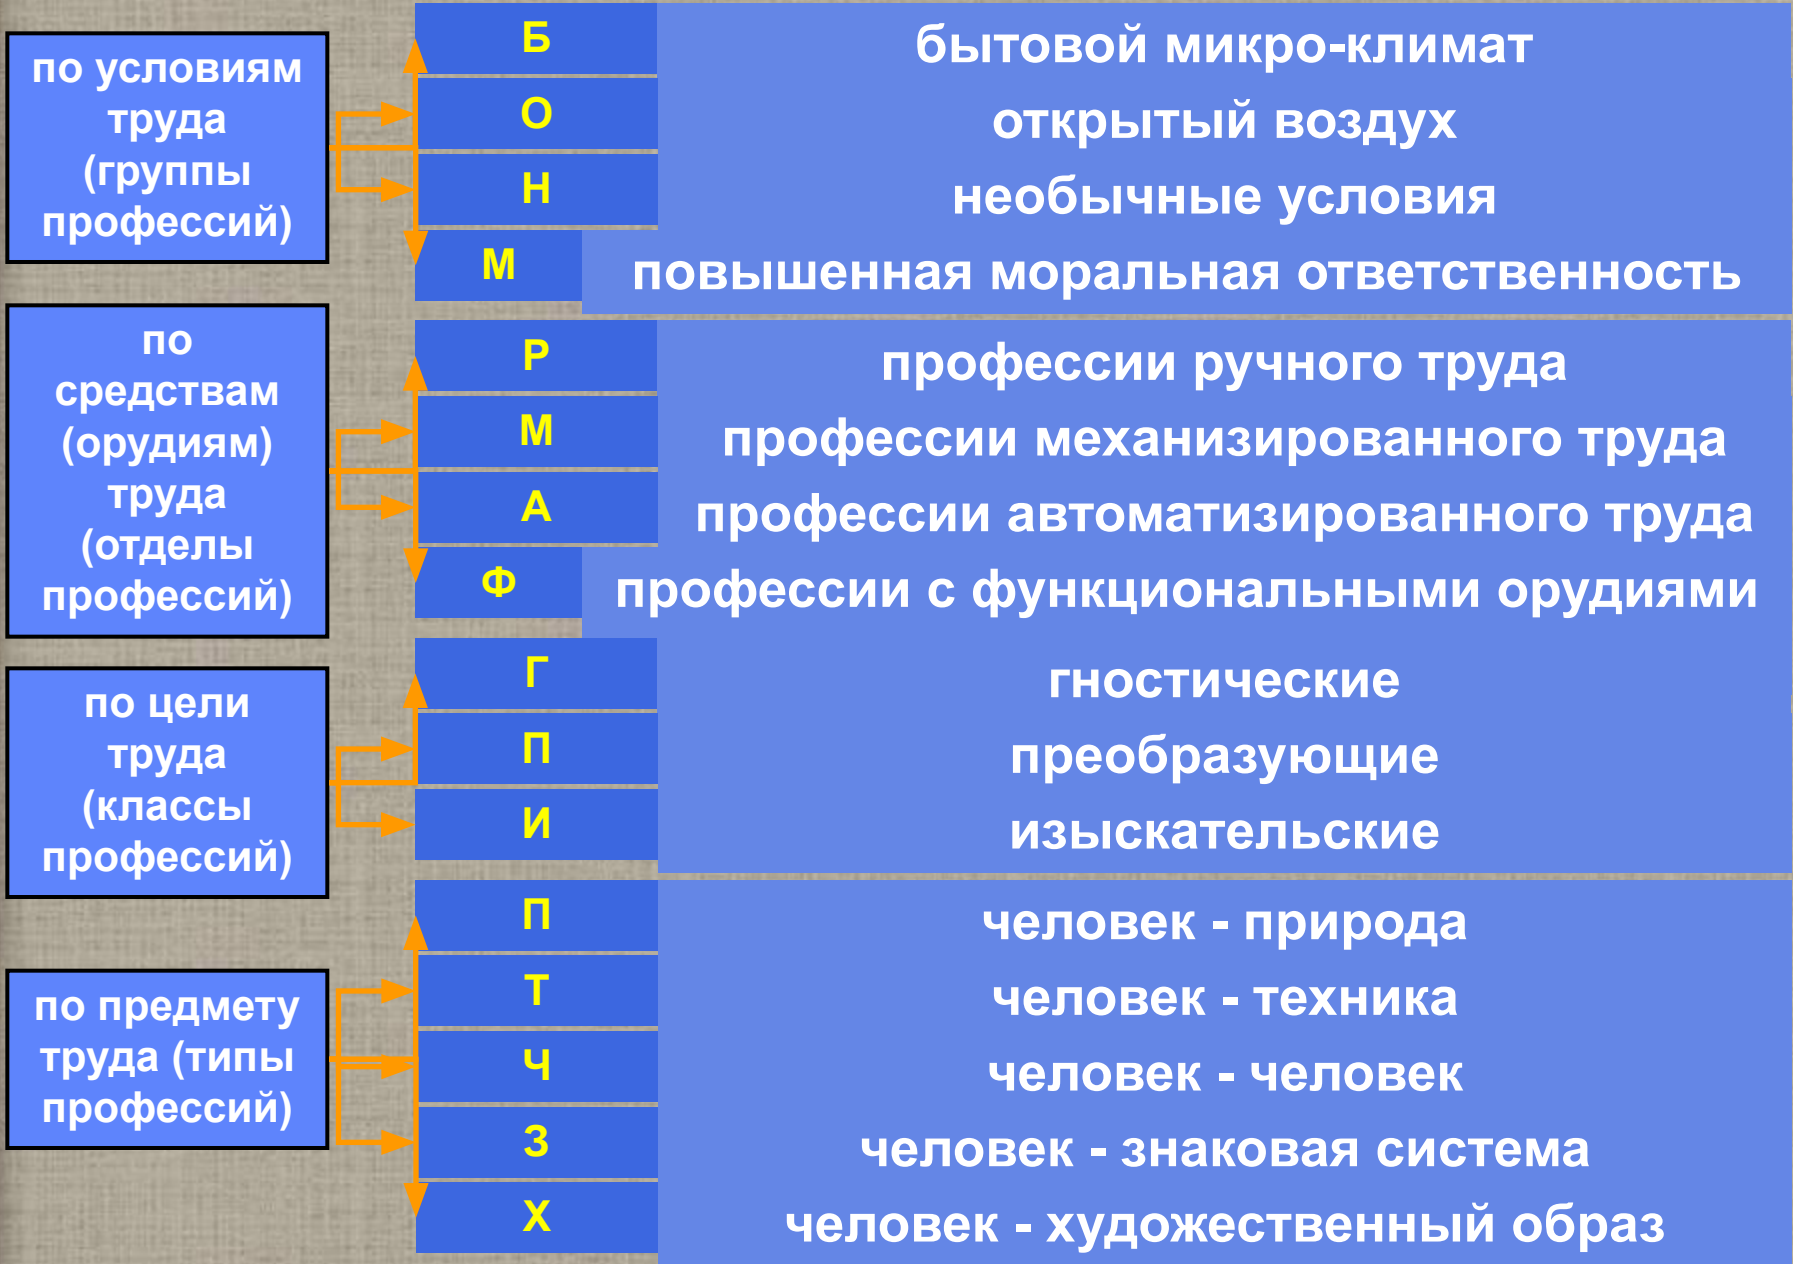 по условиям
труда
(группы
профессий)
Б
бытовой микро-климат
О
открытый воздух
Н
необычные условия
М
повышенная моральная ответственность
по
средствам
(орудиям)
труда
(отделы
профессий)
Р
профессии ручного труда
М
профессии механизированного труда
А
профессии автоматизированного труда
Ф
профессии с функциональными орудиями
по цели
труда
(классы
профессий)
Г
гностические
П
преобразующие
И
изыскательские
по предмету
труда (типы
профессий)
П
человек - природа
Т
человек - техника
Ч
человек - человек
З
человек - знаковая система
Х
человек - художественный образ